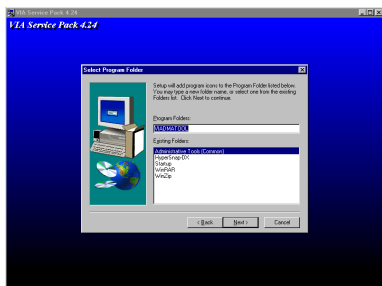 VIA Service Pack 4.24
VIA Service Pack 4.24
Select Program Folder
Setup will add program icons to the Program Folder listed below.
You may type a new folder name, or select one from the existing
Folders list. Click Next to continue.
Program Folders:
VIADMATOOL
Existing Folders:
Administrative Tools (Common)
HyperSnap-DX
Startup
WinRAR
WinZip
< Back
Next >
Cancel